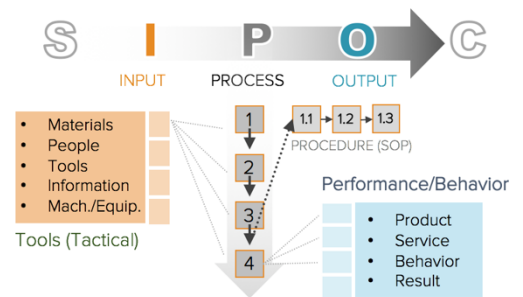 S I P O C
INPUT PROCESS OUTPUT
• Materials
• People
• Tools
• Information
• Mach./Equip.
Tools (Tactical)
1
2
3
4
1.1 1.2 1.3
PROCEDURE (SOP)
Performance/Behavior
• Product
• Service
• Behavior
• Result